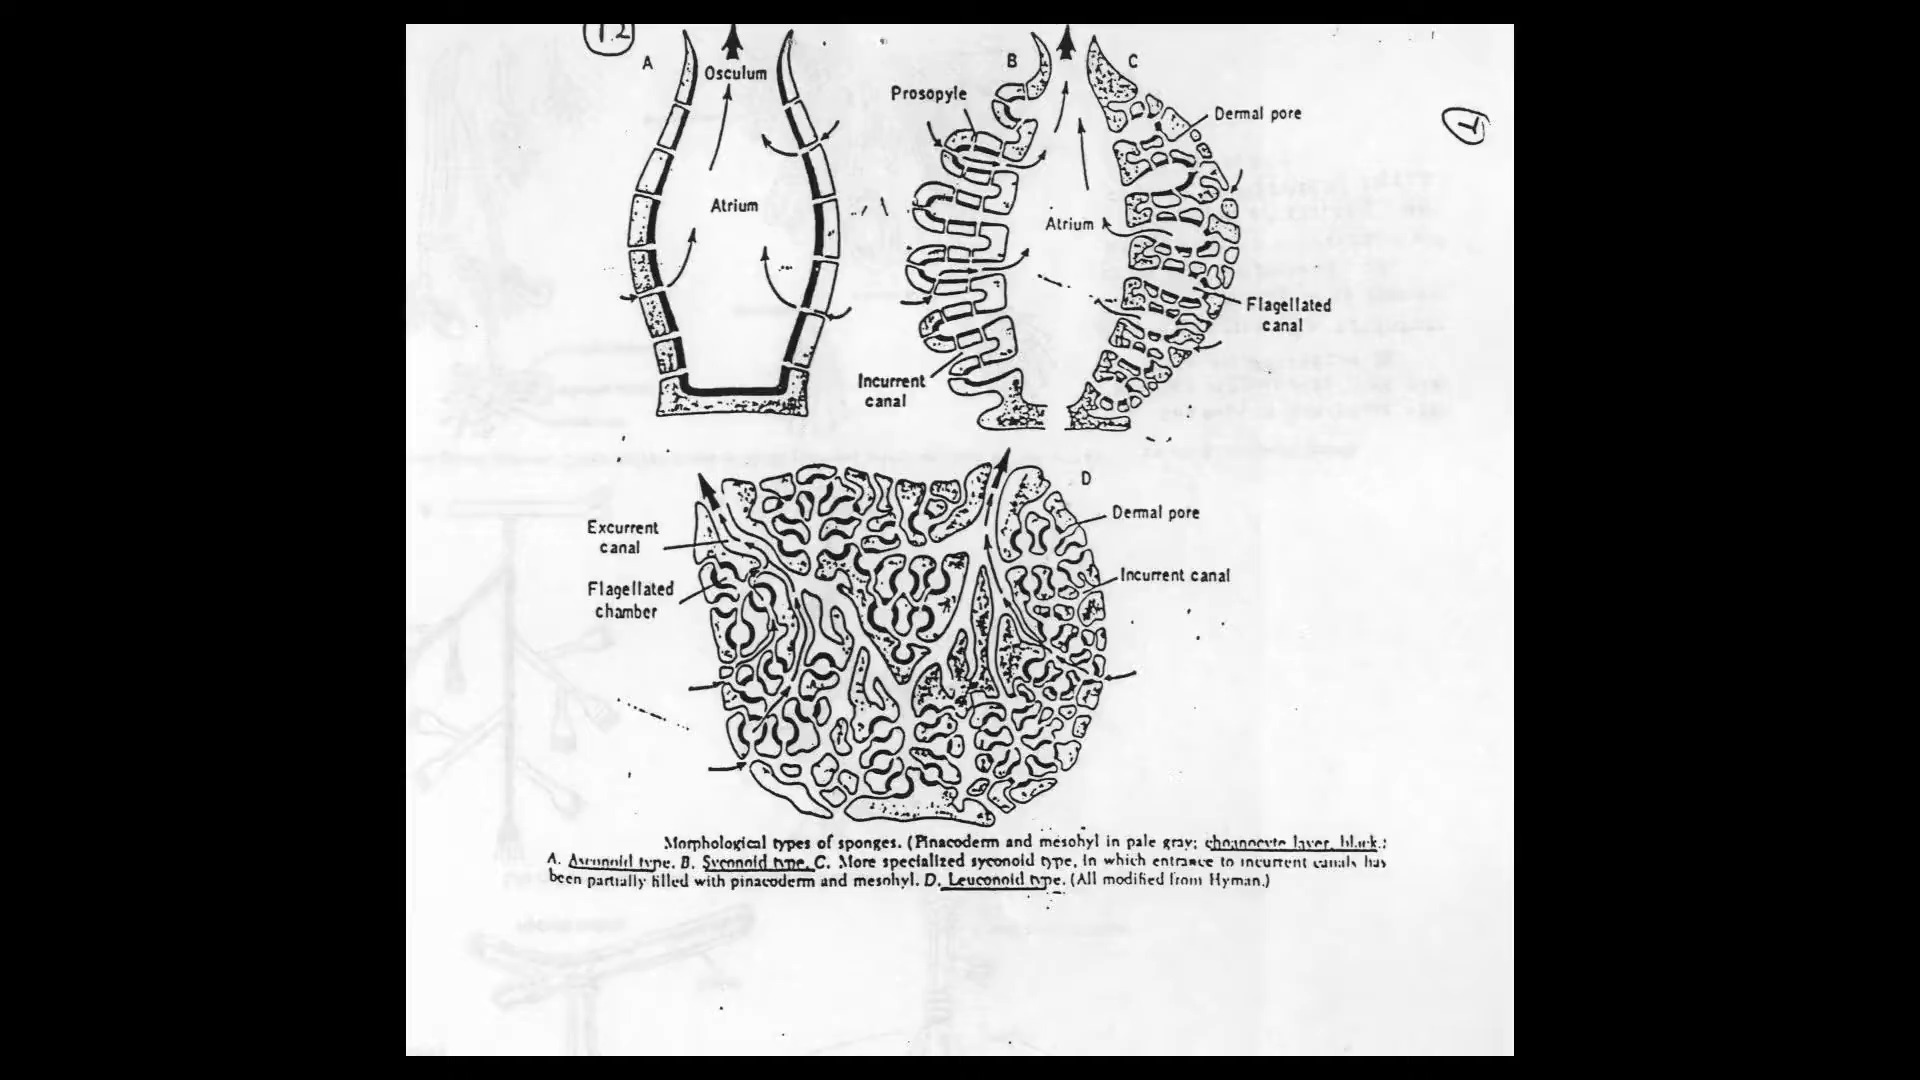 12
A
B
C
Osculum
Prosopyle
Dermal pore
Atrium
Atrium
Flagellated
canal
Incurrent
canal
D
Excurrent
canal
Dermal pore
Flagellated
chamber
Incurrent canal
Morphological types of sponges. (Pinacoderm and mesohyl in pale gray; choanocyte layer, black.)
A. Asconoid type. B. Syconoid type. C. More specialized syconoid type, in which entrance to incurrent canals has
been partially filled with pinacoderm and mesohyl. D. Leuconoid type. (All modified from Hyman.)